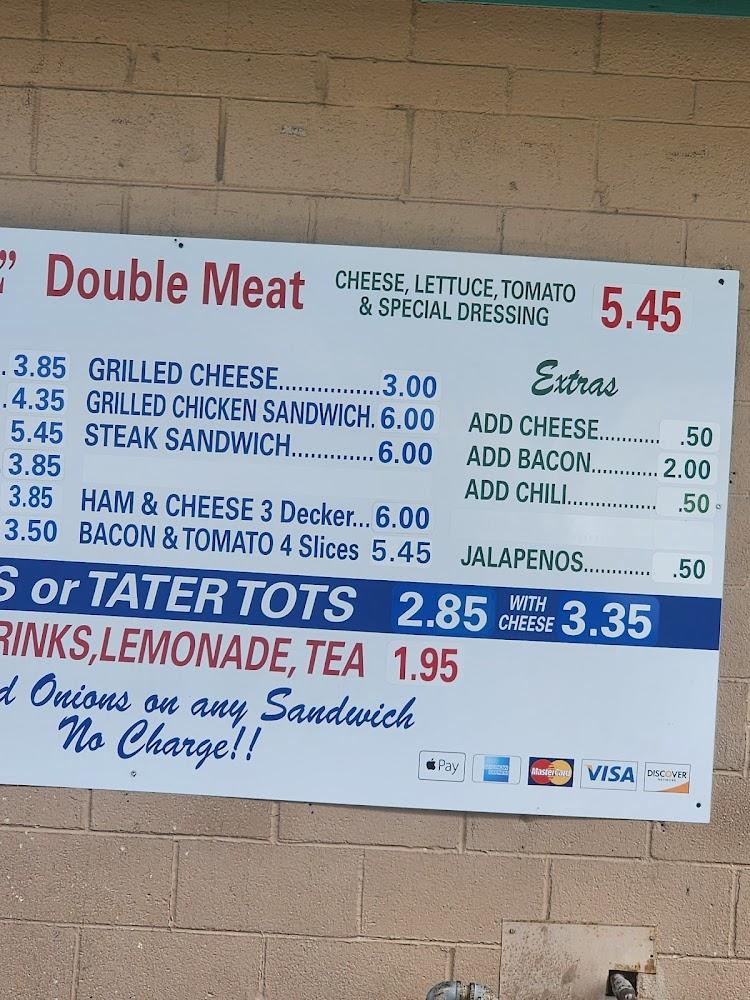 " Double Meat CHEESE, LETTUCE, TOMATO 5.45
& SPECIAL DRESSING
. 3.85 GRILLED CHEESE.................3.00
Extras
.4.35 GRILLED CHICKEN SANDWICH. 6.00
ADD CHEESE........... .50
5.45 STEAK SANDWICH..............6.00
ADD BACON............ 2.00
3.85
ADD CHILI................ .50
3.85 HAM & CHEESE 3 Decker...6.00
3.50 BACON & TOMATO 4 Slices 5.45
JALAPENOS............ .50
S or TATER TOTS 2.85 WITH CHEESE 3.35
RINKS, LEMONADE, TEA 1.95
d Onions on any Sandwich
No Charge!!
Pay AMERICAN EXPRESS MasterCard VISA DISCOVER
NETWORK